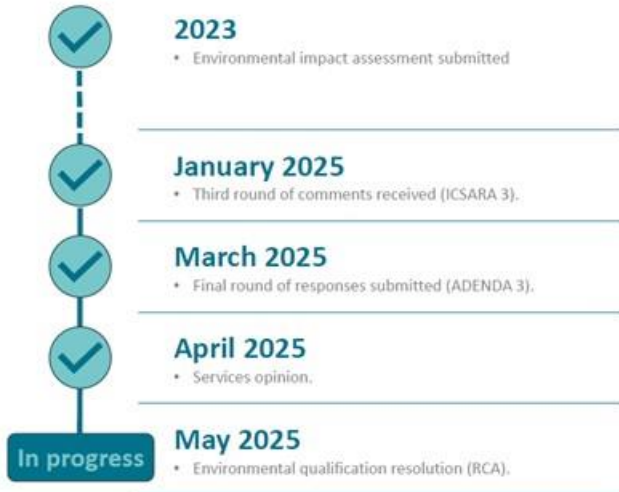 2023
• Environmental impact assessment submitted
January 2025
• Third round of comments received (ICSARA 3).
March 2025
• Final round of responses submitted (ADENDA 3).
April 2025
• Services opinion.
In progress
May 2025
• Environmental qualification resolution (RCA).